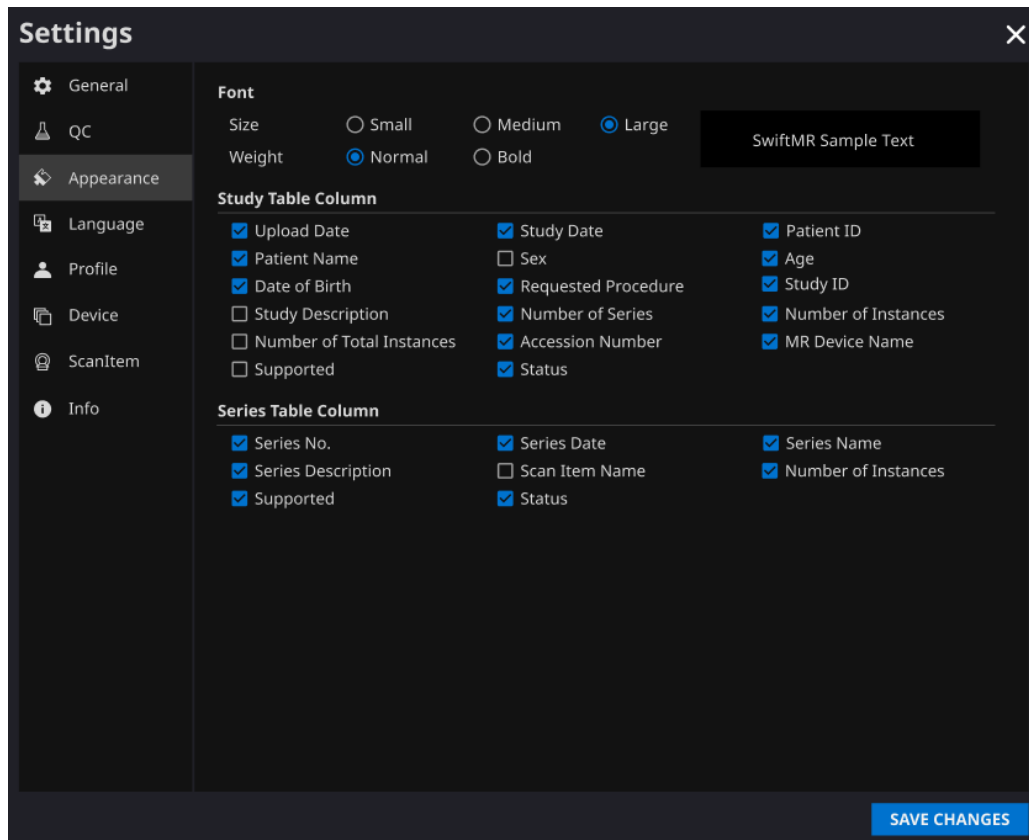 Settings
General
QC
Appearance
Language
Profile
Device
ScanItem
Info
Font
Size Small Medium Large
Weight Normal Bold
SwiftMR Sample Text
Study Table Column
Upload Date Study Date Patient ID
Patient Name Sex Age
Date of Birth Requested Procedure Study ID
Study Description Number of Series Number of Instances
Number of Total Instances Accession Number MR Device Name
Supported Status
Series Table Column
Series No. Series Date Series Name
Series Description Scan Item Name Number of Instances
Supported Status
SAVE CHANGES